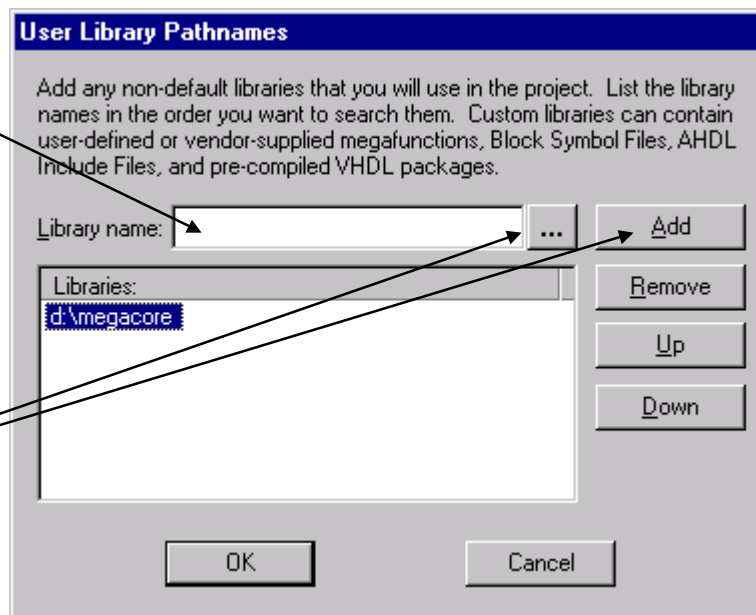 User Library Pathnames
Add any non-default libraries that you will use in the project. List the library
names in the order you want to search them. Custom libraries can contain
user-defined or vendor-supplied megafunctions, Block Symbol Files, AHDL
Include Files, and pre-compiled VHDL packages.
Library name: ... Add
Libraries: Remove
d:\megacore
Up
Down
OK Cancel